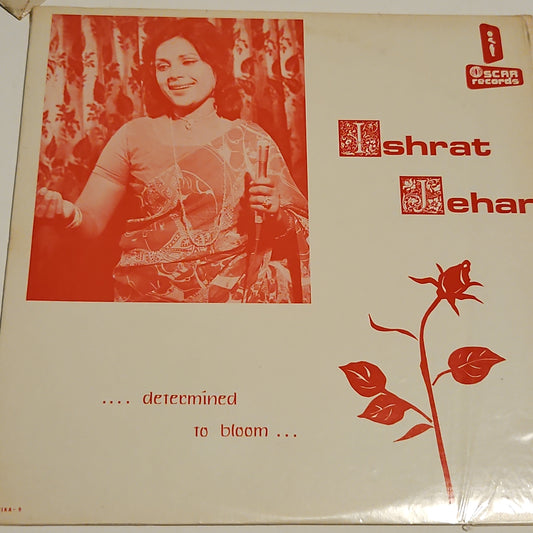 OSCAR
records
Ishrat
Jehan
.... determined
to bloom ...